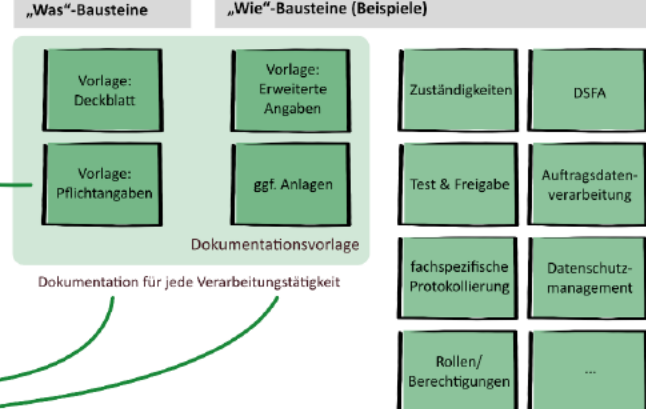 „Was“-Bausteine
„Wie“-Bausteine (Beispiele)
Vorlage:
Deckblatt
Vorlage:
Erweiterte
Angaben
Zuständigkeiten
DSFA
Vorlage:
Pflichtangaben
ggf. Anlagen
Test & Freigabe
Auftragsdaten-
verarbeitung
Dokumentationsvorlage
fachspezifische
Protokollierung
Datenschutz-
management
Dokumentation für jede Verarbeitungstätigkeit
Rollen/
Berechtigungen
...